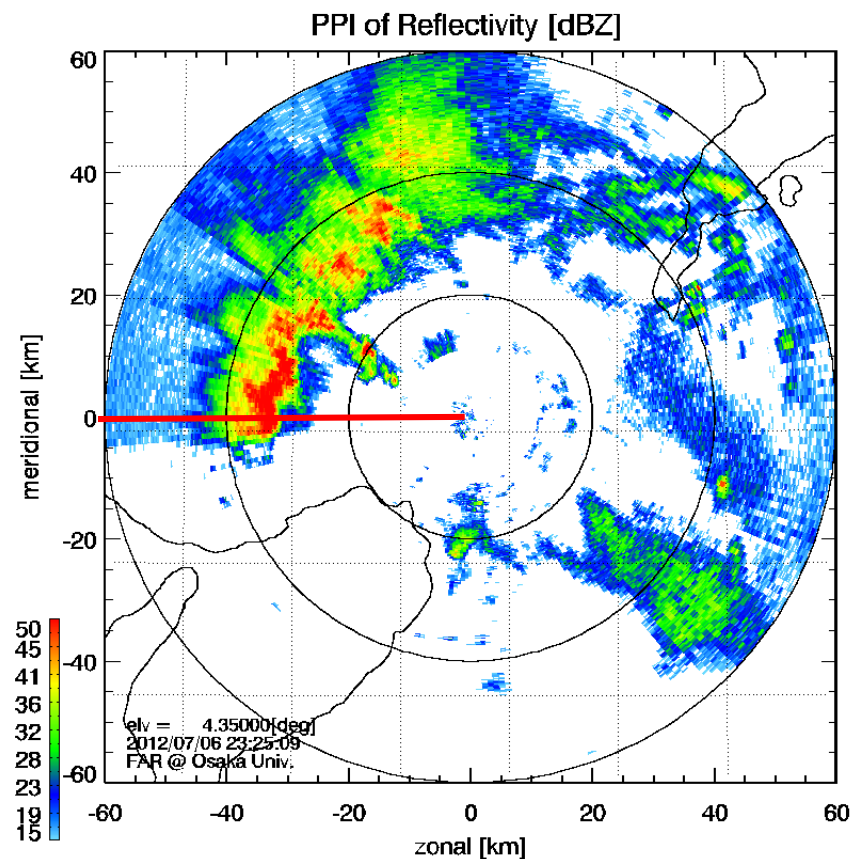 PPI of Reflectivity [dBZ]
60
40
20
0
-20
-40
-60
meridional [km]
50
45
41
36
32
28
23
19
15
elv = 4.35000[deg]
2012/07/06 23:25:09
FAR @ Osaka Univ.
-60 -40 -20 0 20 40 60
zonal [km]